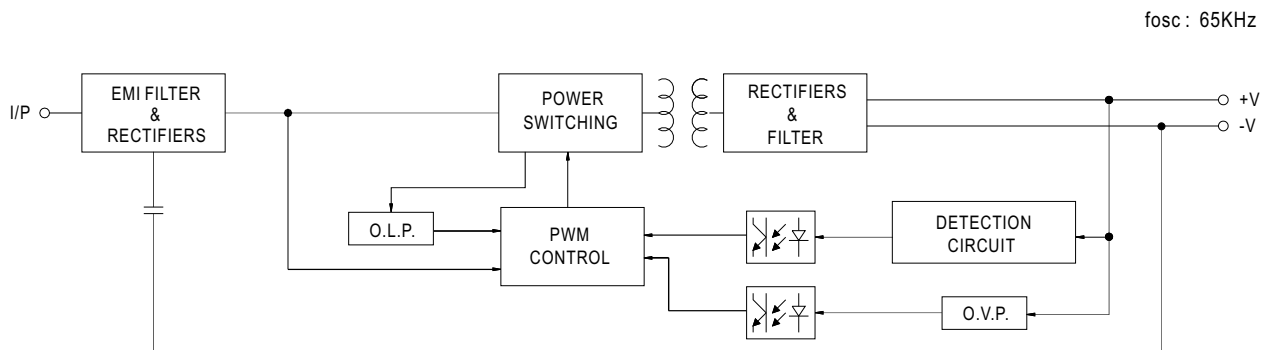 fosc : 65KHz
I/P
EMI FILTER
&
RECTIFIERS
POWER
SWITCHING
RECTIFIERS
&
FILTER
+V
-V
O.L.P.
PWM
CONTROL
DETECTION
CIRCUIT
O.V.P.